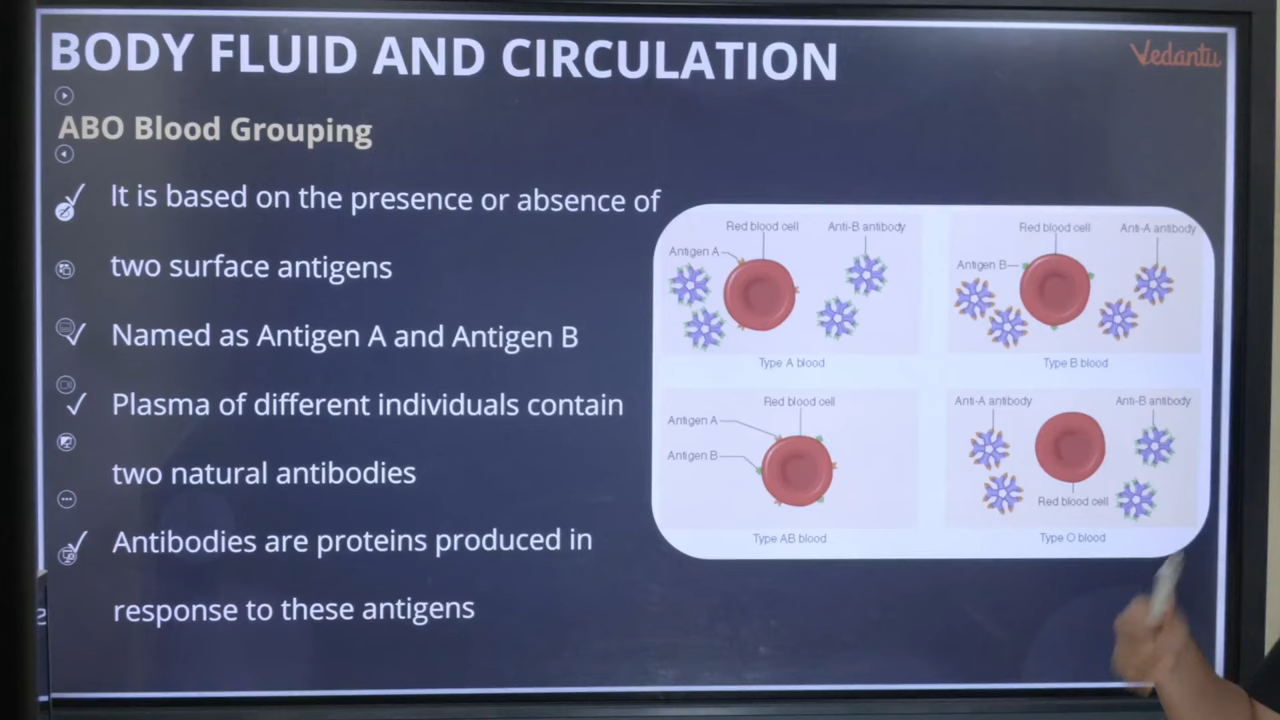 BODY FLUID AND CIRCULATION
Vedantu
ABO Blood Grouping
It is based on the presence or absence of
two surface antigens
Named as Antigen A and Antigen B
Plasma of different individuals contain
two natural antibodies
Antibodies are proteins produced in
response to these antigens
Red blood cell
Anti-B antibody
Antigen A
Type A blood
Red blood cell
Anti-A antibody
Antigen B
Type B blood
Red blood cell
Antigen A
Antigen B
Type AB blood
Anti-A antibody
Anti-B antibody
Red blood cell
Type O blood